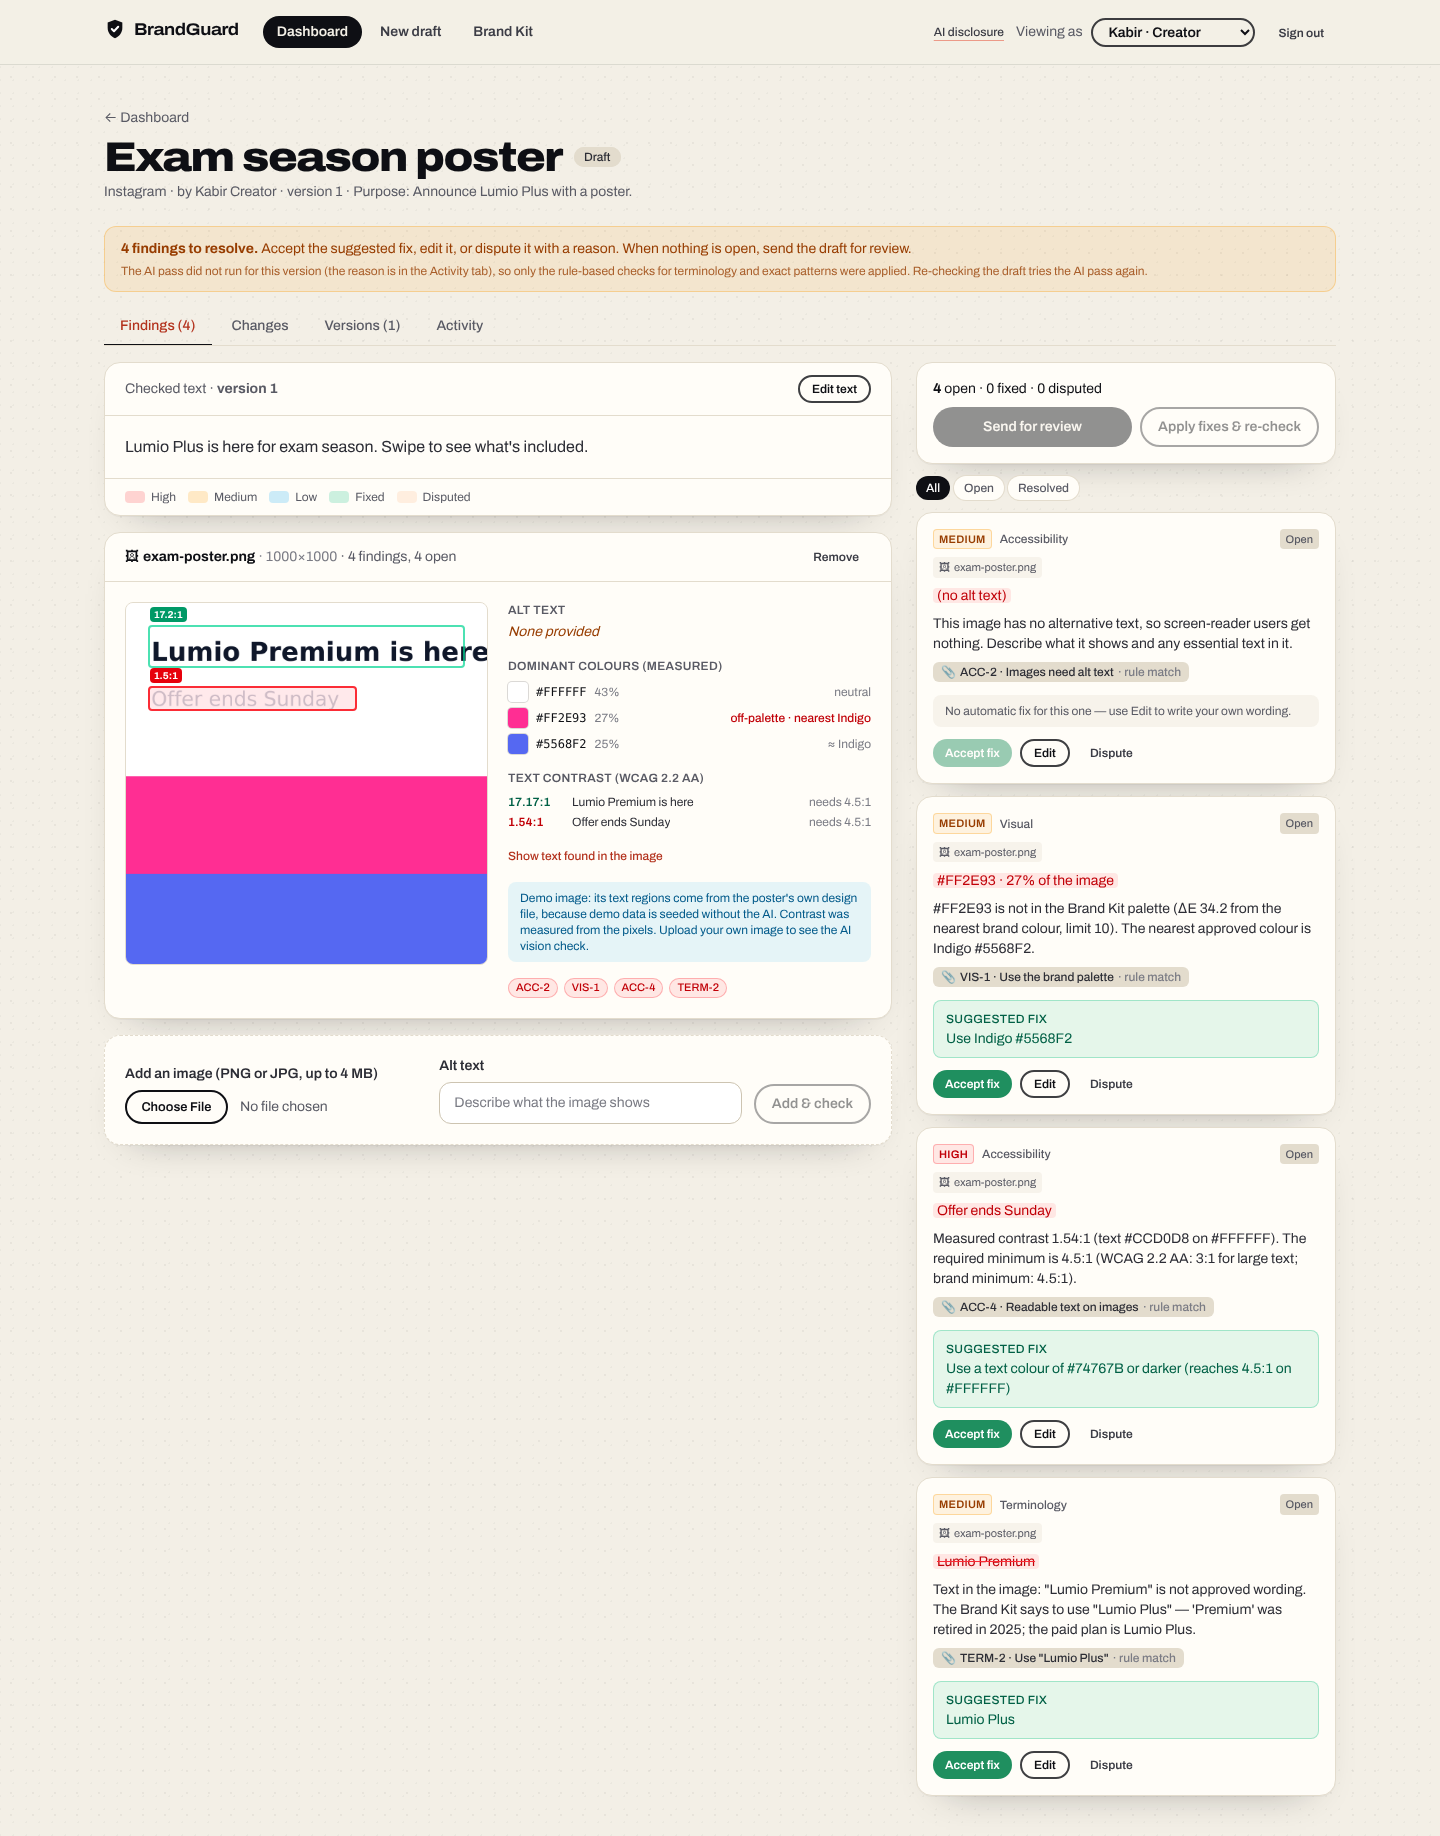 BrandGuard
Dashboard
New draft
Brand Kit
AI disclosure
Viewing as
Kabir · Creator
Sign out
← Dashboard
Exam season poster
Draft
Instagram · by Kabir Creator · version 1 · Purpose: Announce Lumio Plus with a poster.
4 findings to resolve. Accept the suggested fix, edit it, or dispute it with a reason. When nothing is open, send the draft for review.
The AI pass did not run for this version (the reason is in the Activity tab), so only the rule-based checks for terminology and exact patterns were applied. Re-checking the draft tries the AI pass again.
Findings (4)
Changes
Versions (1)
Activity
Checked text · version 1
Edit text
Lumio Plus is here for exam season. Swipe to see what's included.
High
Medium
Low
Fixed
Disputed
exam-poster.png · 1000×1000 · 4 findings, 4 open
Remove
17.2:1
Lumio Premium is here
1.5:1
Offer ends Sunday
ALT TEXT
None provided
DOMINANT COLOURS (MEASURED)
#FFFFFF 43% neutral
#FF2E93 27% off-palette · nearest Indigo
#5568F2 25% ≈ Indigo
TEXT CONTRAST (WCAG 2.2 AA)
17.17:1 Lumio Premium is here needs 4.5:1
1.54:1 Offer ends Sunday needs 4.5:1
Show text found in the image
Demo image: its text regions come from the poster's own design
file, because demo data is seeded without the AI. Contrast was
measured from the pixels. Upload your own image to see the AI
vision check.
ACC-2
VIS-1
ACC-4
TERM-2
Add an image (PNG or JPG, up to 4 MB)
Choose File
No file chosen
Alt text
Describe what the image shows
Add & check
4 open · 0 fixed · 0 disputed
Send for review
Apply fixes & re-check
All
Open
Resolved
MEDIUM
Accessibility
Open
exam-poster.png
(no alt text)
This image has no alternative text, so screen-reader users get
nothing. Describe what it shows and any essential text in it.
ACC-2 · Images need alt text · rule match
No automatic fix for this one — use Edit to write your own wording.
Accept fix
Edit
Dispute
MEDIUM
Visual
Open
exam-poster.png
#FF2E93 · 27% of the image
#FF2E93 is not in the Brand Kit palette (ΔE 34.2 from the
nearest brand colour, limit 10). The nearest approved colour is
Indigo #5568F2.
VIS-1 · Use the brand palette · rule match
SUGGESTED FIX
Use Indigo #5568F2
Accept fix
Edit
Dispute
HIGH
Accessibility
Open
exam-poster.png
Offer ends Sunday
Measured contrast 1.54:1 (text #CCD0D8 on #FFFFFF). The
required minimum is 4.5:1 (WCAG 2.2 AA: 3:1 for large text;
brand minimum: 4.5:1).
ACC-4 · Readable text on images · rule match
SUGGESTED FIX
Use a text colour of #74767B or darker (reaches 4.5:1 on
#FFFFFF)
Accept fix
Edit
Dispute
MEDIUM
Terminology
Open
exam-poster.png
Lumio Premium
Text in the image: "Lumio Premium" is not approved wording.
The Brand Kit says to use "Lumio Plus" — 'Premium' was
retired in 2025; the paid plan is Lumio Plus.
TERM-2 · Use "Lumio Plus" · rule match
SUGGESTED FIX
Lumio Plus
Accept fix
Edit
Dispute